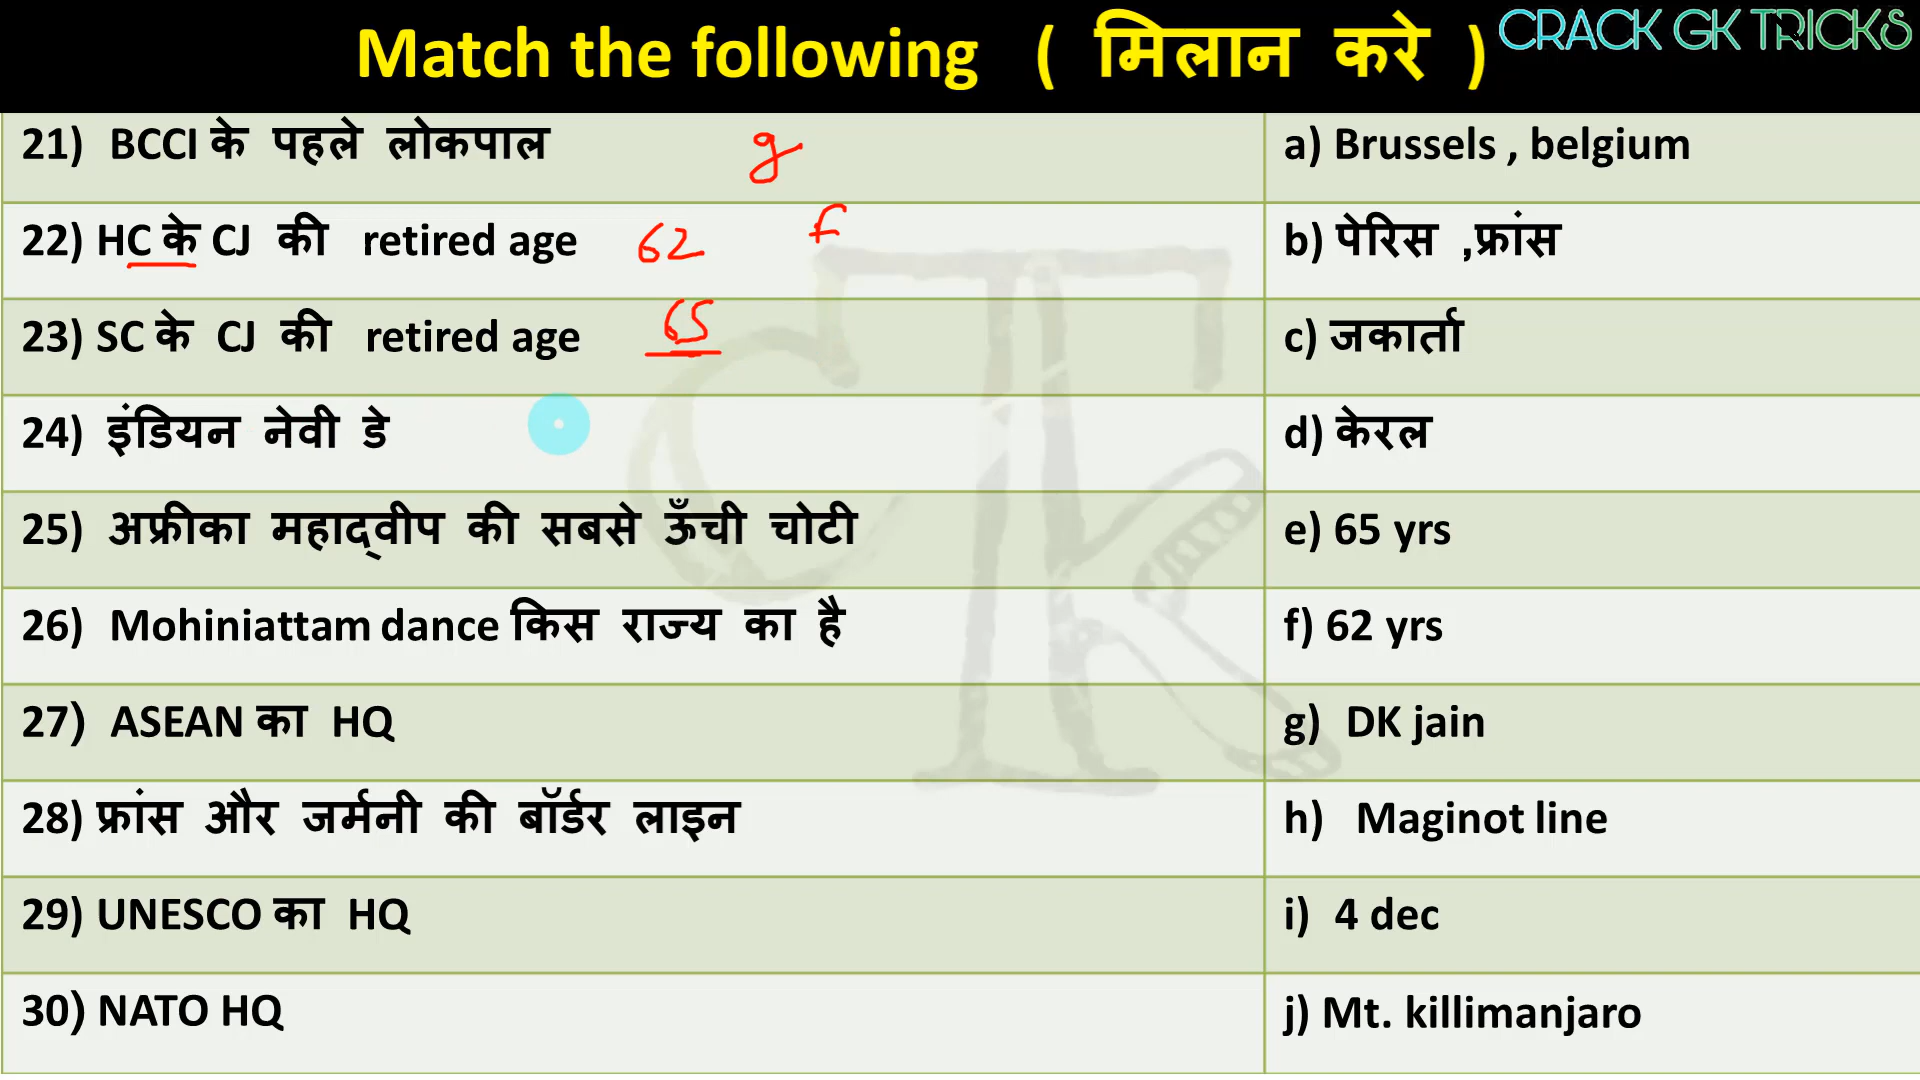 Match the following ( मिलान करे )
CRACK GK TRICKS
21) BCCI के पहले लोकपाल g
a) Brussels , belgium
22) HC के CJ की retired age 62 f
b) पेरिस ,फ्रांस
23) SC के CJ की retired age 65
c) जकार्ता
24) इंडियन नेवी डे
d) केरल
25) अफ्रीका महाद्वीप की सबसे ऊँची चोटी
e) 65 yrs
26) Mohiniattam dance किस राज्य का है
f) 62 yrs
27) ASEAN का HQ
g) DK jain
28) फ्रांस और जर्मनी की बॉर्डर लाइन
h) Maginot line
29) UNESCO का HQ
i) 4 dec
30) NATO HQ
j) Mt. killimanjaro